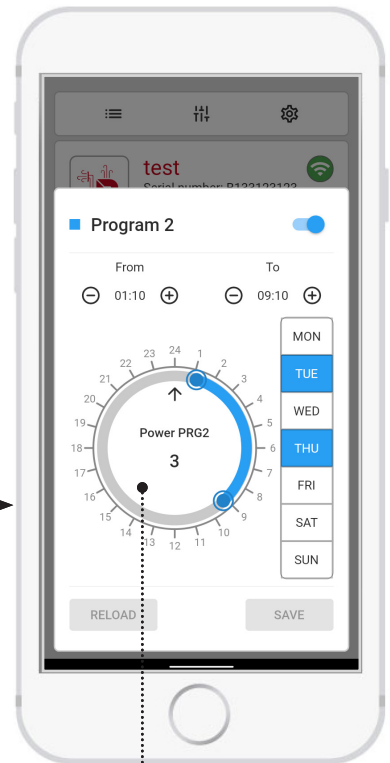 test
Serial number: R133123123
Program 2
From To
01:10 09:10
24
1
2
3
4
5
6
7
8
9
10
11
12
13
14
15
16
17
18
19
20
21
22
23
Power PRG2
3
MON
TUE
WED
THU
FRI
SAT
SUN
RELOAD SAVE